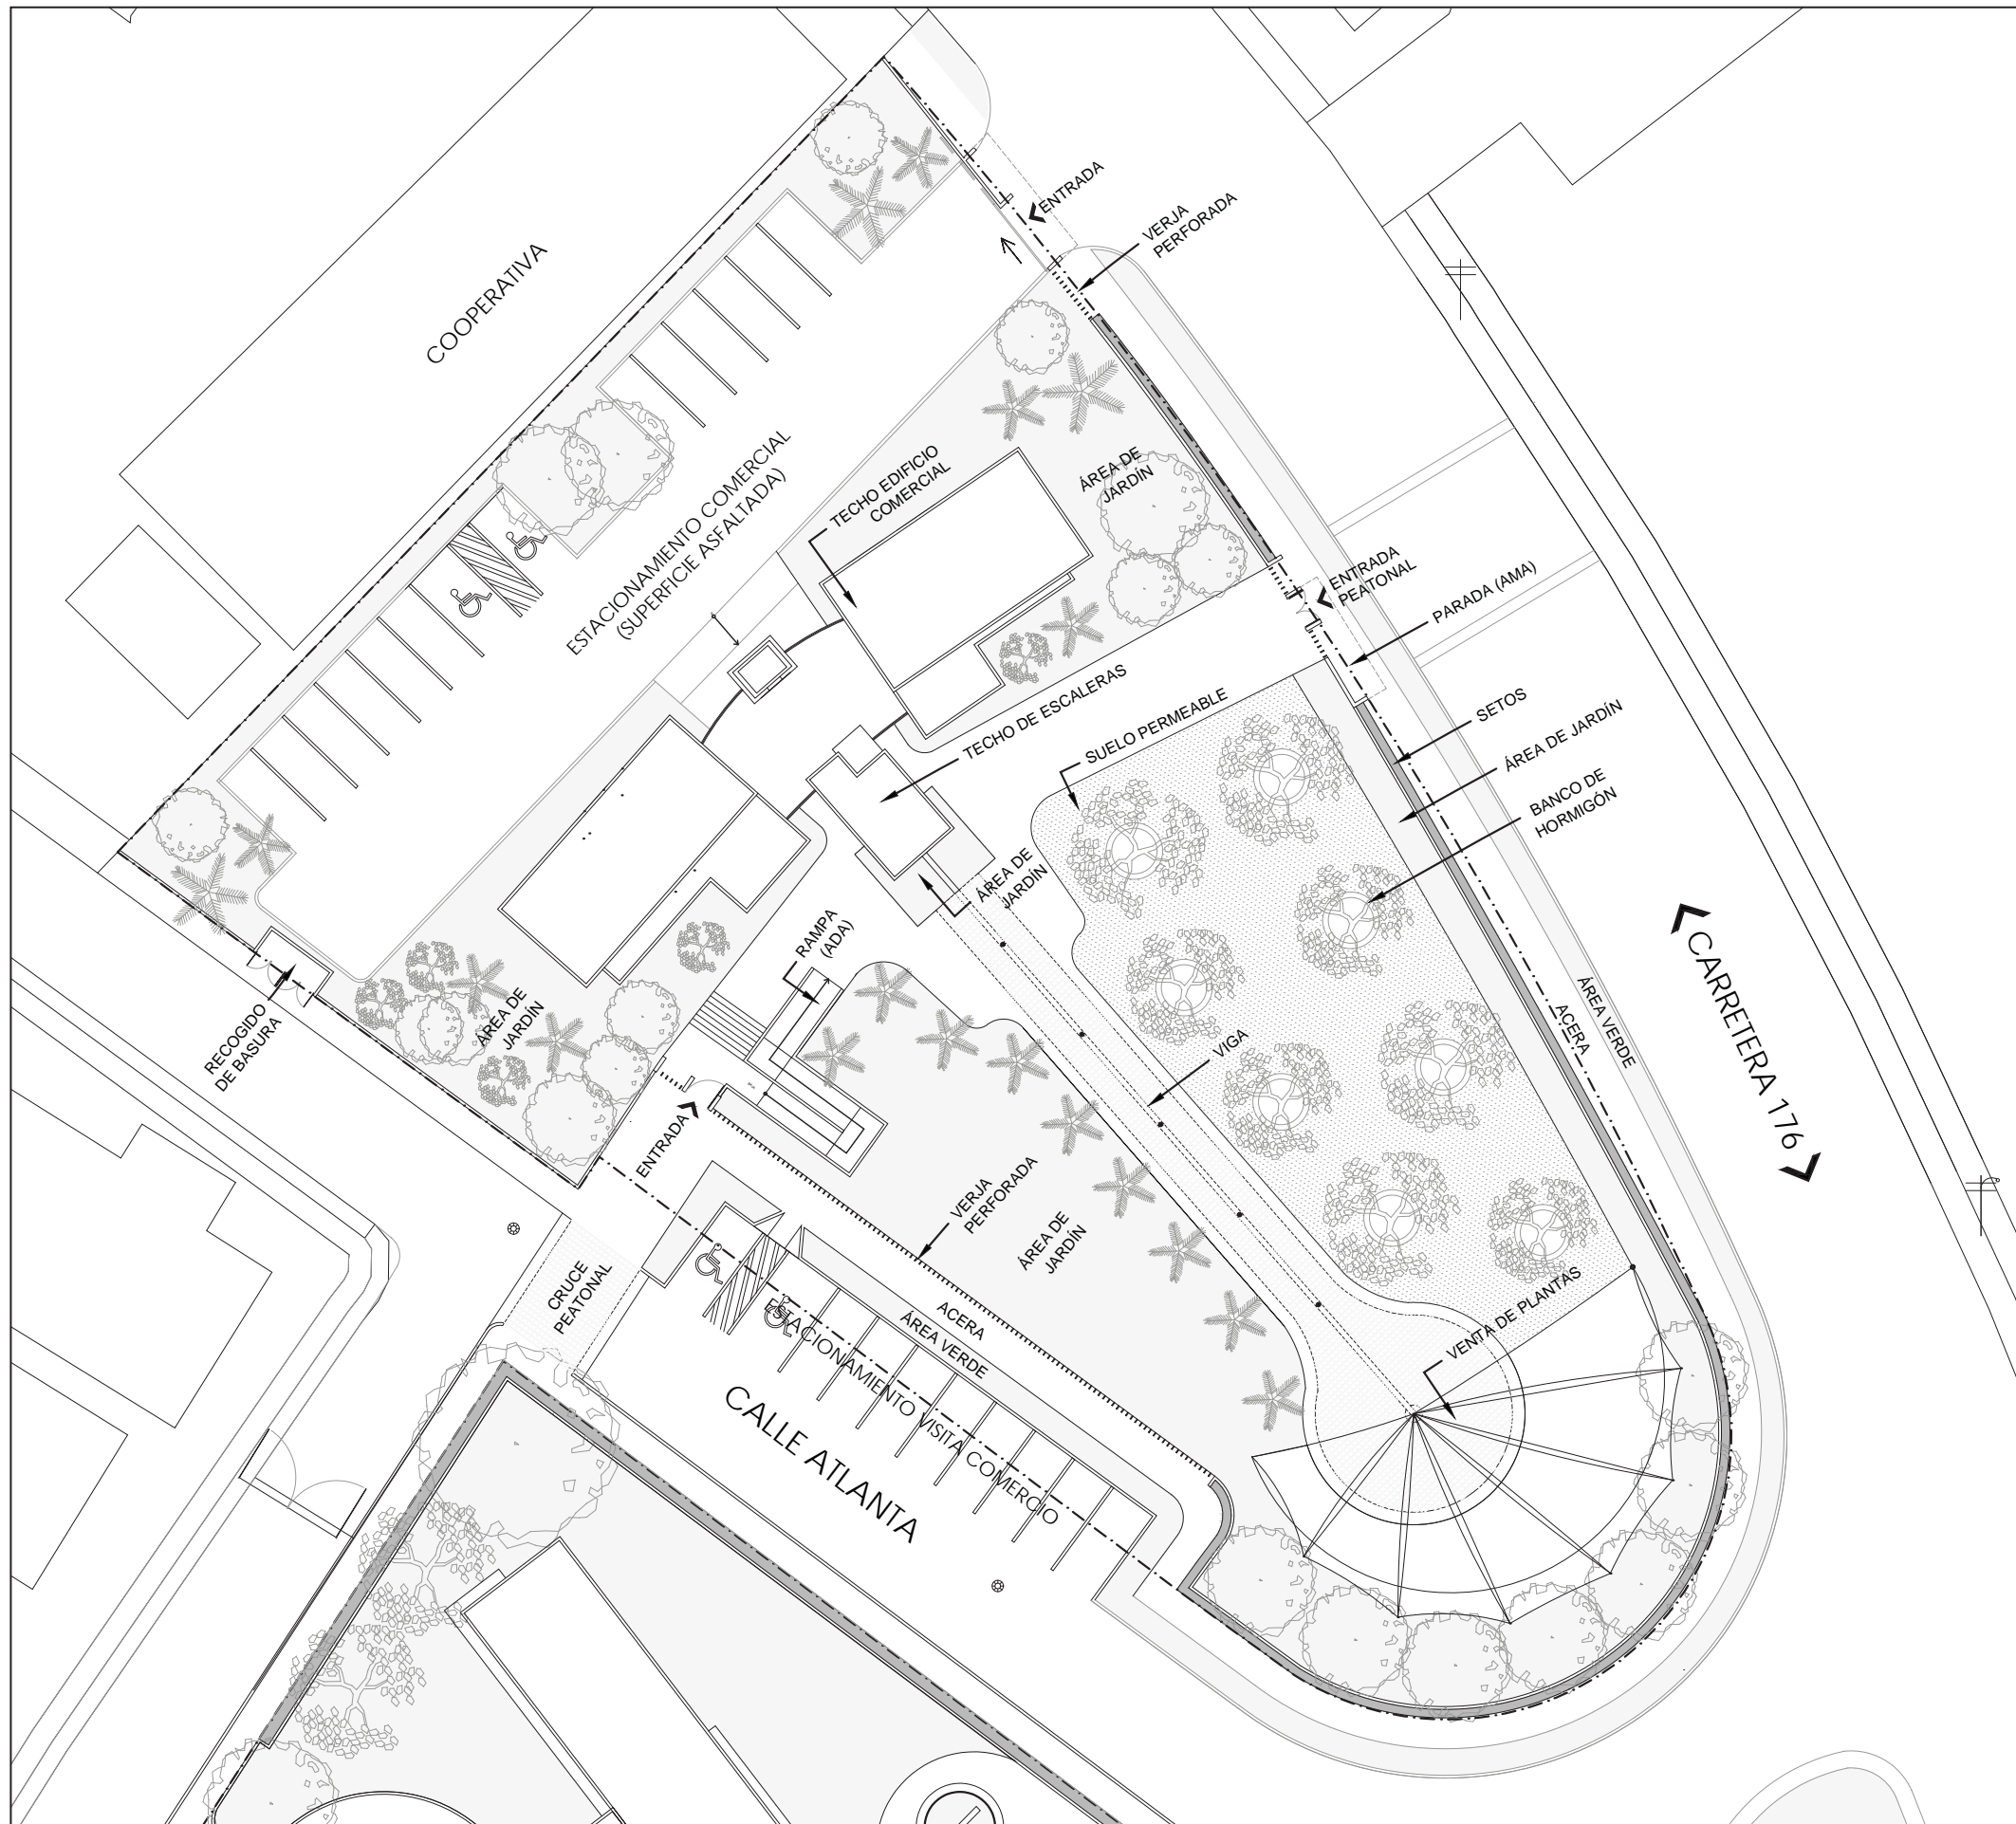 ENTRADA
VERJA
PERFORADA
COOPERATIVA
ESTACIONAMIENTO COMERCIAL
(SUPERFICIE ASFALTADA)
TECHO EDIFICIO
COMERCIAL
ÁREA DE
JARDÍN
ENTRADA
PEATONAL
PARADA (AMA)
TECHO DE ESCALERAS
SUELO PERMEABLE
SETOS
ÁREA DE JARDÍN
BANCO DE
HORMIGÓN
ÁREA DE
JARDÍN
RAMPA
(ADA)
RECOGIDO
DE BASURA
ÁREA DE
JARDÍN
VIGA
ACERA
ÁREA VERDE
CARRETERA 176
ENTRADA
VERJA
PERFORADA
ÁREA DE
JARDÍN
CRUCE
PEATONAL
ACERA
ÁREA VERDE
ESTACIONAMIENTO VISITA COMERCIO
VENTA DE PLANTAS
CALLE ATLANTA